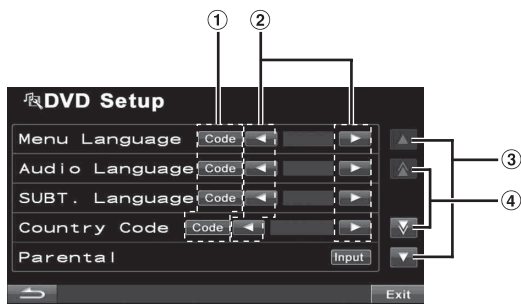 ① ②
DVD Setup
Menu Language Code ◀ ▶
Audio Language Code ◀ ▶
③
SUBT. Language Code ◀ ▶
④
Country Code Code ◀ ▶
Parental Input
Exit